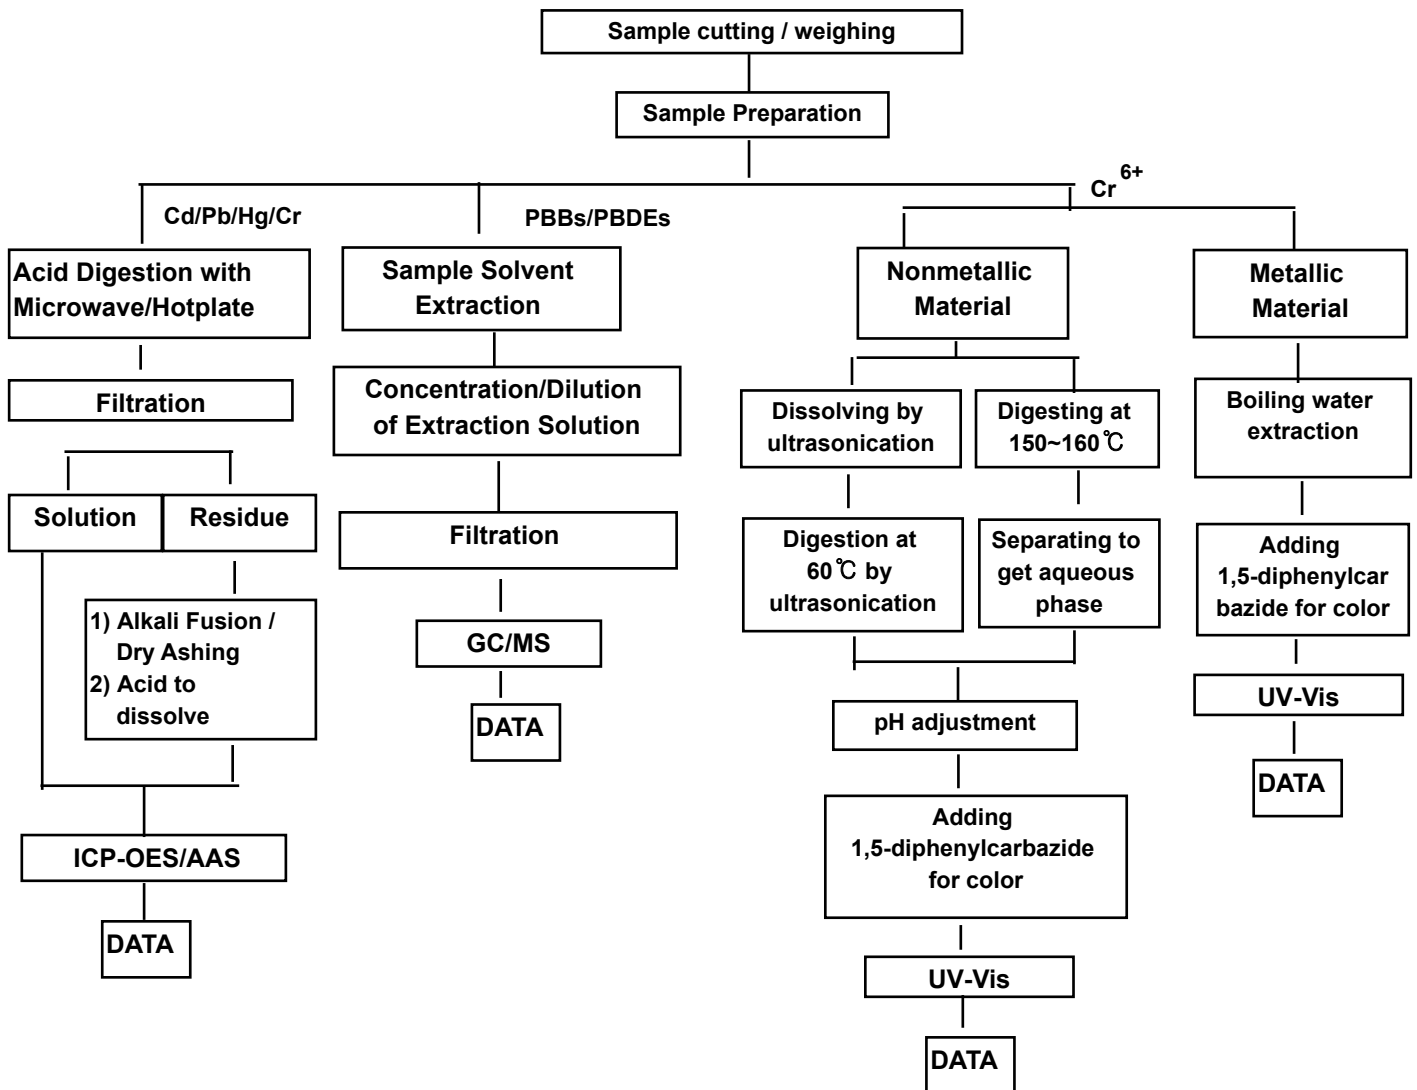 Sample cutting / weighing
Sample Preparation
Cd/Pb/Hg/Cr
PBBs/PBDEs
Cr 6+
Acid Digestion with
Microwave/Hotplate
Filtration
Solution
Residue
1) Alkali Fusion /
Dry Ashing
2) Acid to
dissolve
ICP-OES/AAS
DATA
Sample Solvent
Extraction
Concentration/Dilution
of Extraction Solution
Filtration
GC/MS
DATA
Nonmetallic
Material
Dissolving by
ultrasonication
Digestion at
60℃ by
ultrasonication
Digesting at
150~160℃
Separating to
get aqueous
phase
pH adjustment
Adding
1,5-diphenylcarbazide
for color
UV-Vis
DATA
Metallic
Material
Boiling water
extraction
Adding
1,5-diphenylcar
bazide for color
UV-Vis
DATA